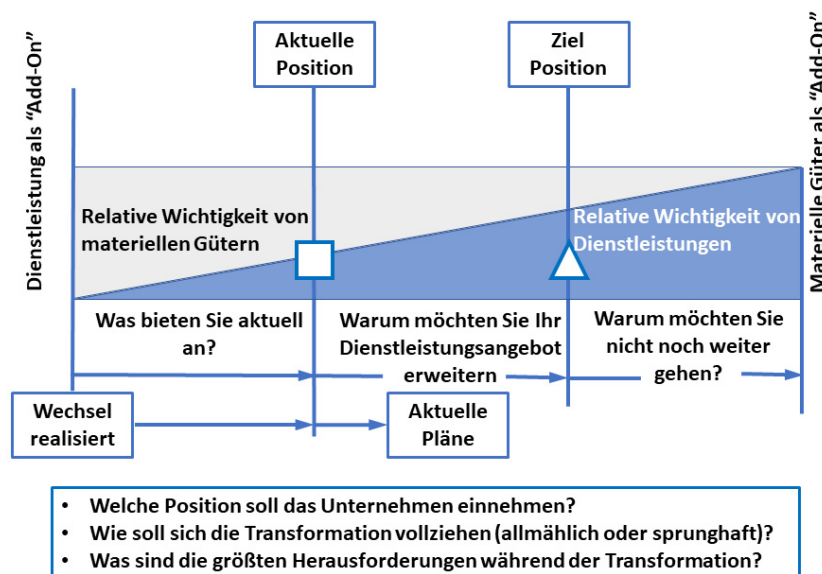 Dienstleistung als “Add-On”
Aktuelle
Position
Ziel
Position
Materielle Güter als “Add-On”
Relative Wichtigkeit von
materiellen Gütern
Relative Wichtigkeit von
Dienstleistungen
Was bieten Sie aktuell
an?
Warum möchten Sie Ihr
Dienstleistungsangebot
erweitern
Warum möchten Sie
nicht noch weiter
gehen?
Wechsel
realisiert
Aktuelle
Pläne
• Welche Position soll das Unternehmen einnehmen?
• Wie soll sich die Transformation vollziehen (allmählich oder sprunghaft)?
• Was sind die größten Herausforderungen während der Transformation?